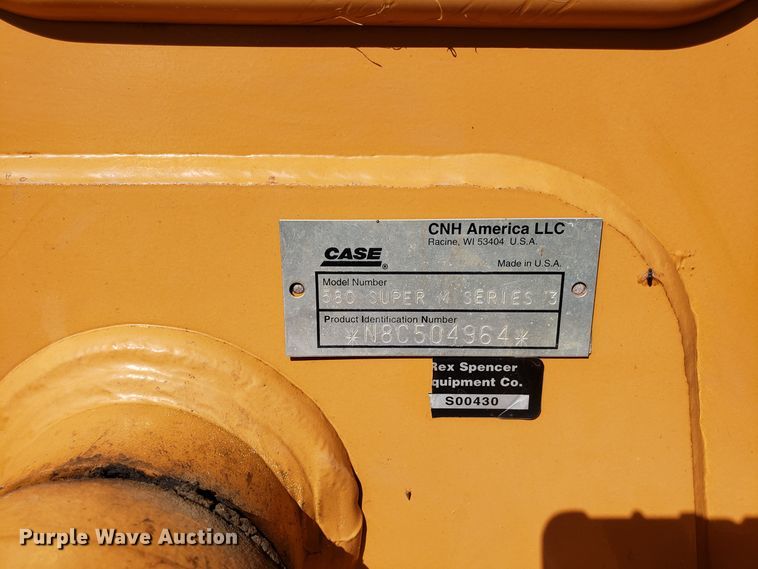 CNH America LLC
Racine, WI 53404 U.S.A.
CASE®
Made in U.S.A.
Model Number
580 SUPER M SERIES 3
Product Identification Number
*N8C504964*
Rex Spencer
quipment Co.
S00430
Purple Wave Auction